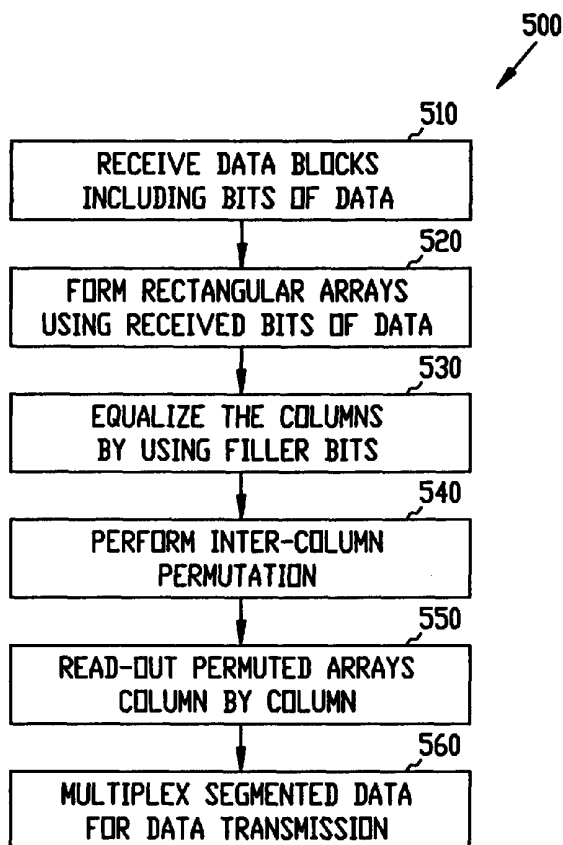 500
510
RECEIVE DATA BLOCKS
INCLUDING BITS OF DATA
520
FORM RECTANGULAR ARRAYS
USING RECEIVED BITS OF DATA
530
EQUALIZE THE COLUMNS
BY USING FILLER BITS
540
PERFORM INTER-COLUMN
PERMUTATION
550
READ-OUT PERMUTED ARRAYS
COLUMN BY COLUMN
560
MULTIPLEX SEGMENTED DATA
FOR DATA TRANSMISSION